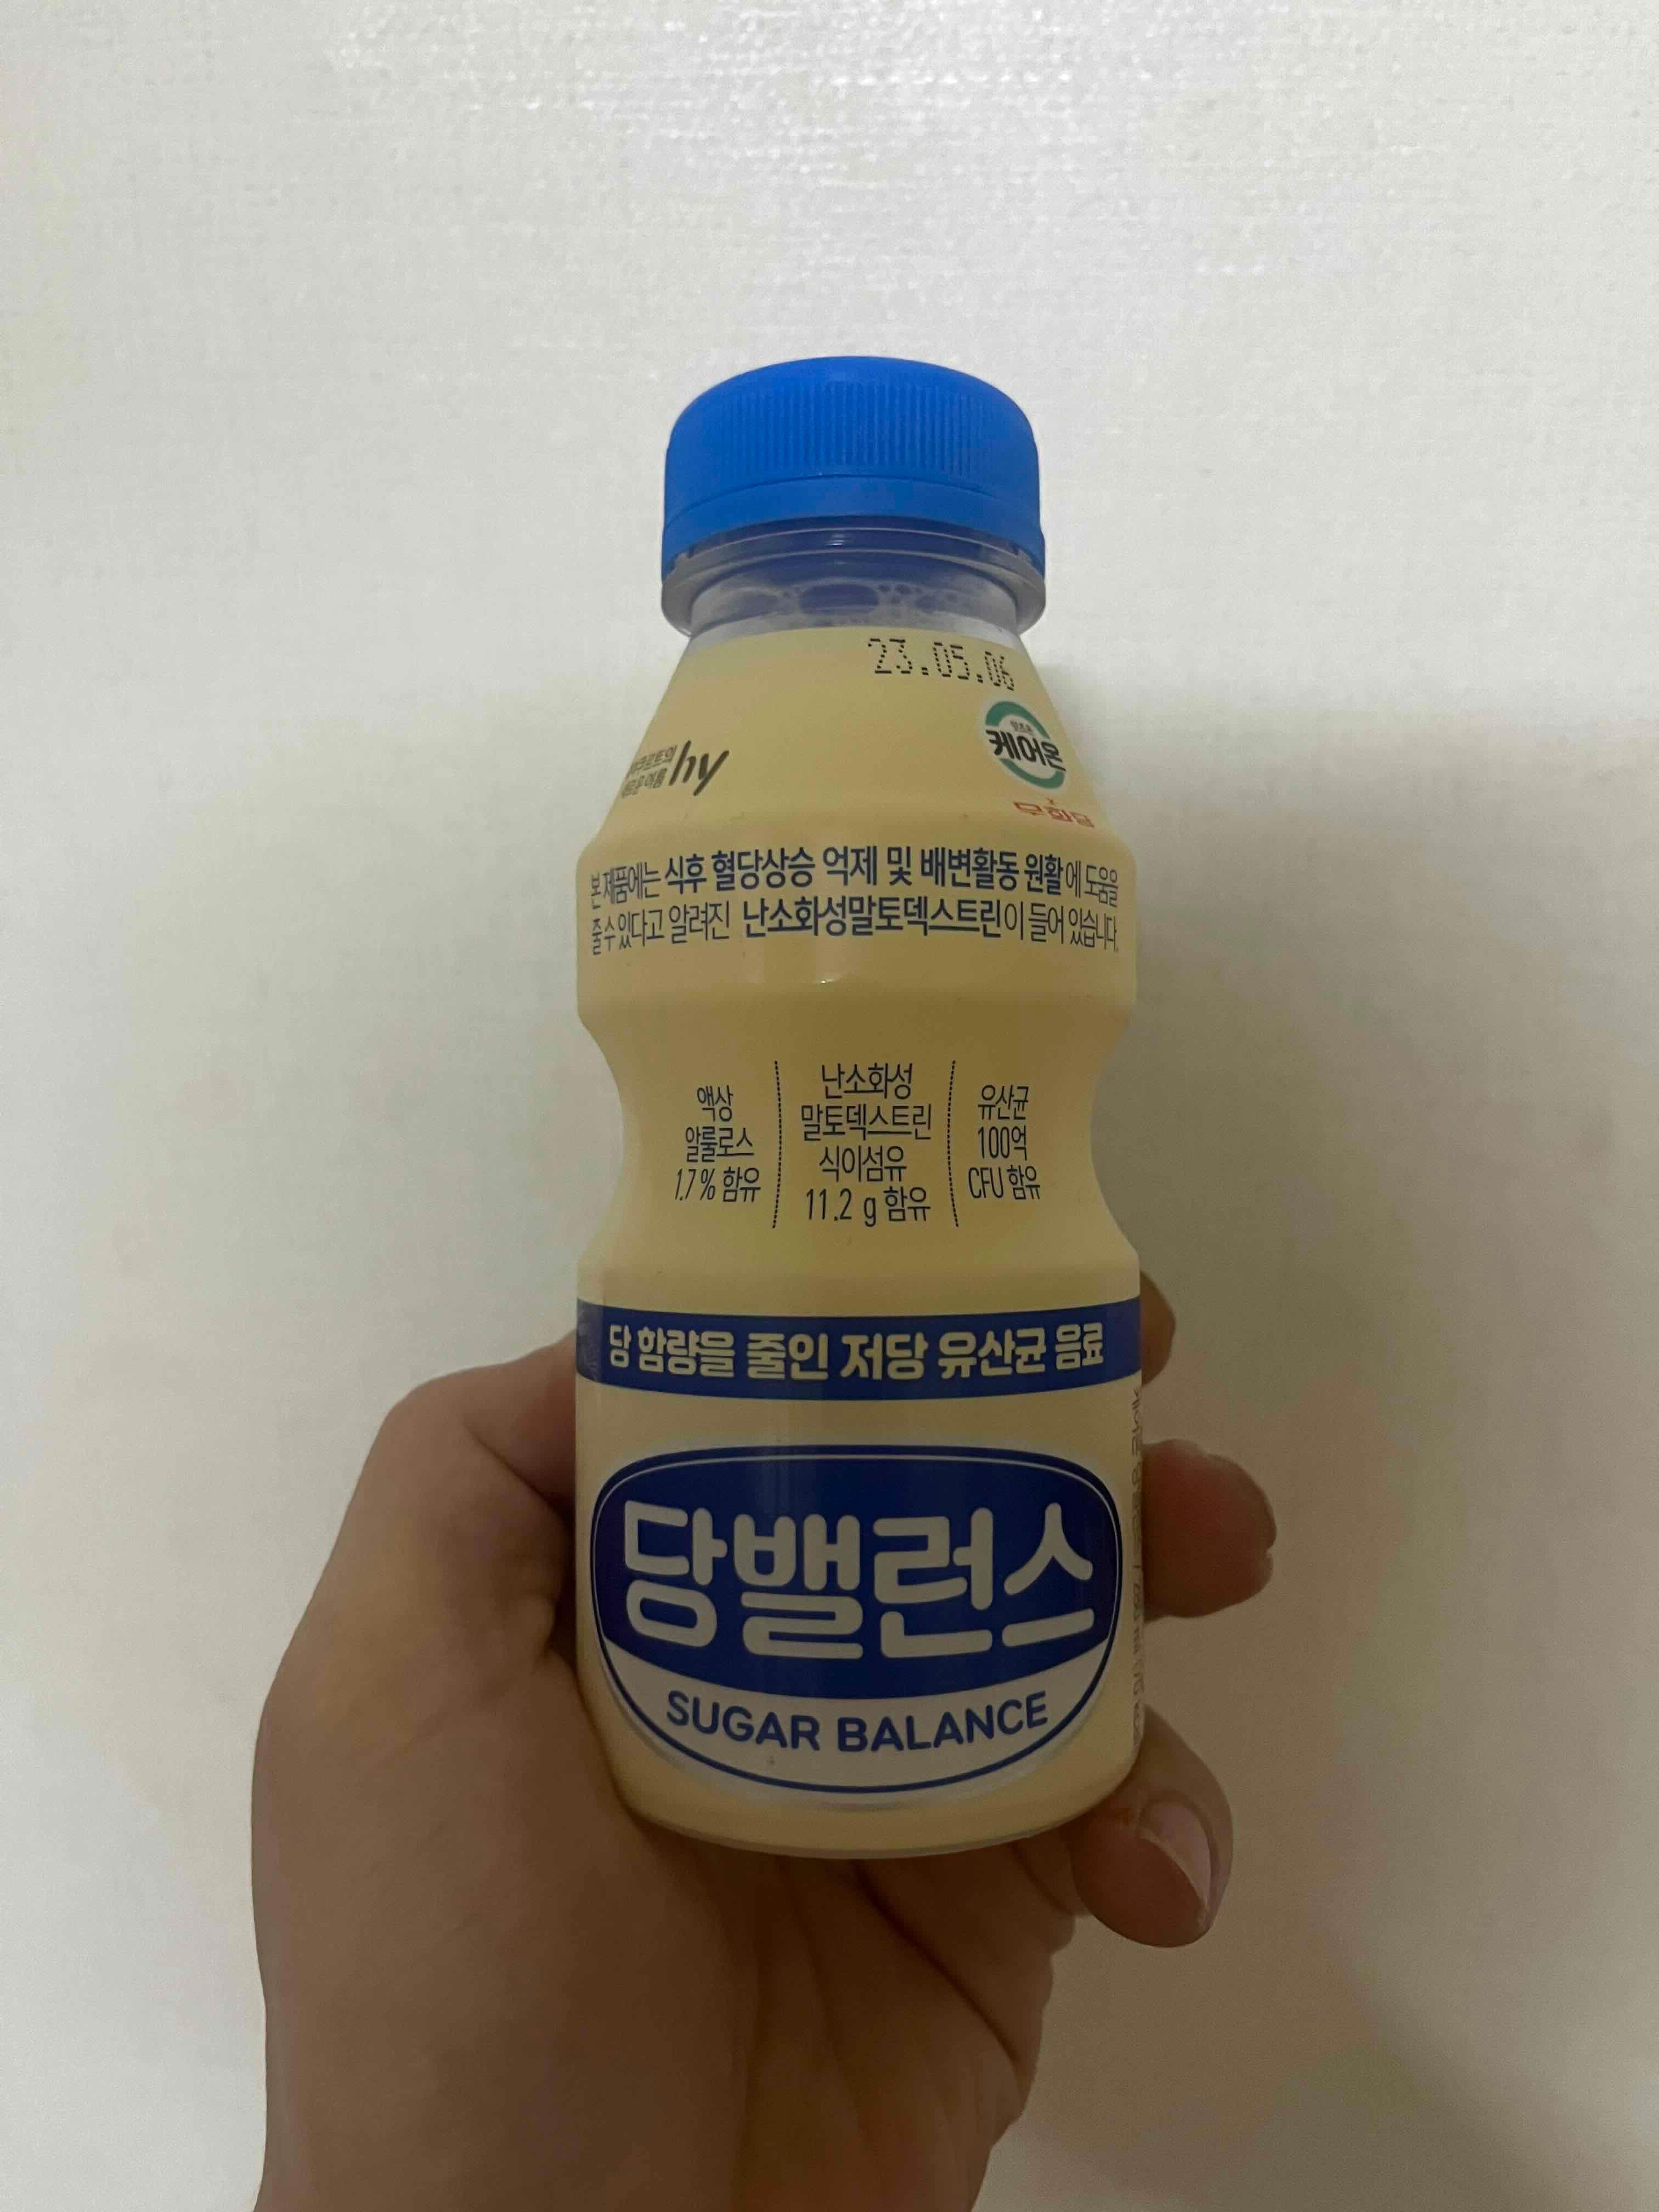 23.05.06
hy
케어온
본 제품에는 식후 혈당상승 억제 및 배변활동 원활에 도움을
줄 수 있다고 알려진 난소화성말토덱스트린이 들어 있습니다.
액상
알룰로스
1.7% 함유
난소화성
말토덱스트린
식이섬유
11.2 g 함유
유산균
100억
CFU 함유
당 함량을 줄인 저당 유산균 음료
당밸런스
SUGAR BALANCE